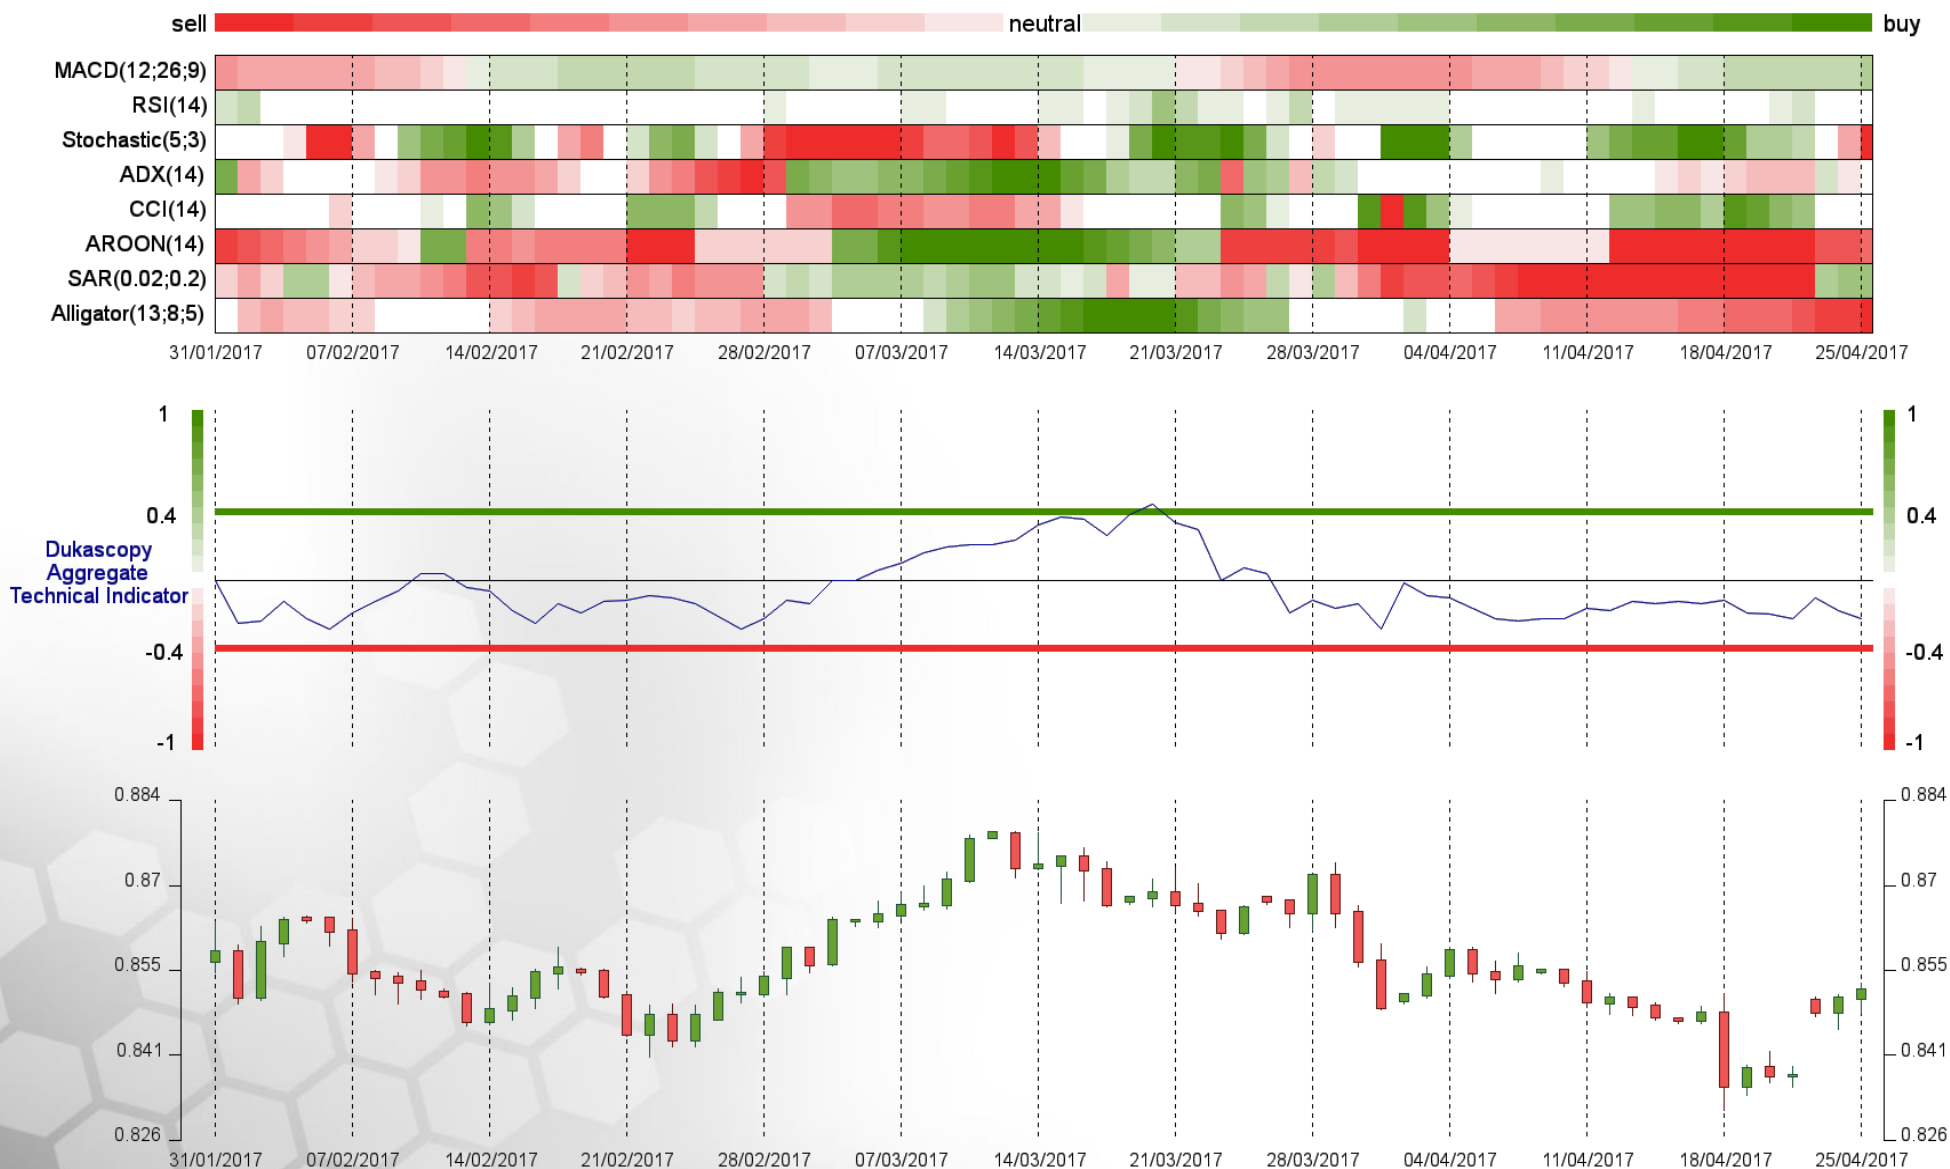 sell neutral buy
MACD(12;26;9)
RSI(14)
Stochastic(5;3)
ADX(14)
CCI(14)
AROON(14)
SAR(0.02;0.2)
Alligator(13;8;5)
31/01/2017 07/02/2017 14/02/2017 21/02/2017 28/02/2017 07/03/2017 14/03/2017 21/03/2017 28/03/2017 04/04/2017 11/04/2017 18/04/2017 25/04/2017
1 1
0.4 0.4
Dukascopy
Aggregate
Technical Indicator
-0.4 -0.4
-1 -1
0.884 0.884
0.87 0.87
0.855 0.855
0.841 0.841
0.826 0.826
31/01/2017 07/02/2017 14/02/2017 21/02/2017 28/02/2017 07/03/2017 14/03/2017 21/03/2017 28/03/2017 04/04/2017 11/04/2017 18/04/2017 25/04/2017